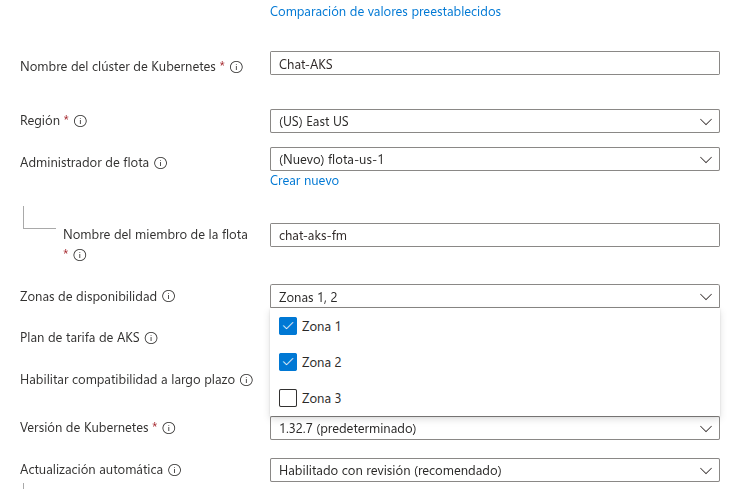 Comparación de valores preestablecidos
Nombre del clúster de Kubernetes *
Chat-AKS
Región *
(US) East US
Administrador de flota
(Nuevo) flota-us-1
Crear nuevo
Nombre del miembro de la flota
*
chat-aks-fm
Zonas de disponibilidad
Zonas 1, 2
Zona 1
Plan de tarifa de AKS
Zona 2
Habilitar compatibilidad a largo plazo
Zona 3
Versión de Kubernetes *
1.32.7 (predeterminado)
Actualización automática
Habilitado con revisión (recomendado)